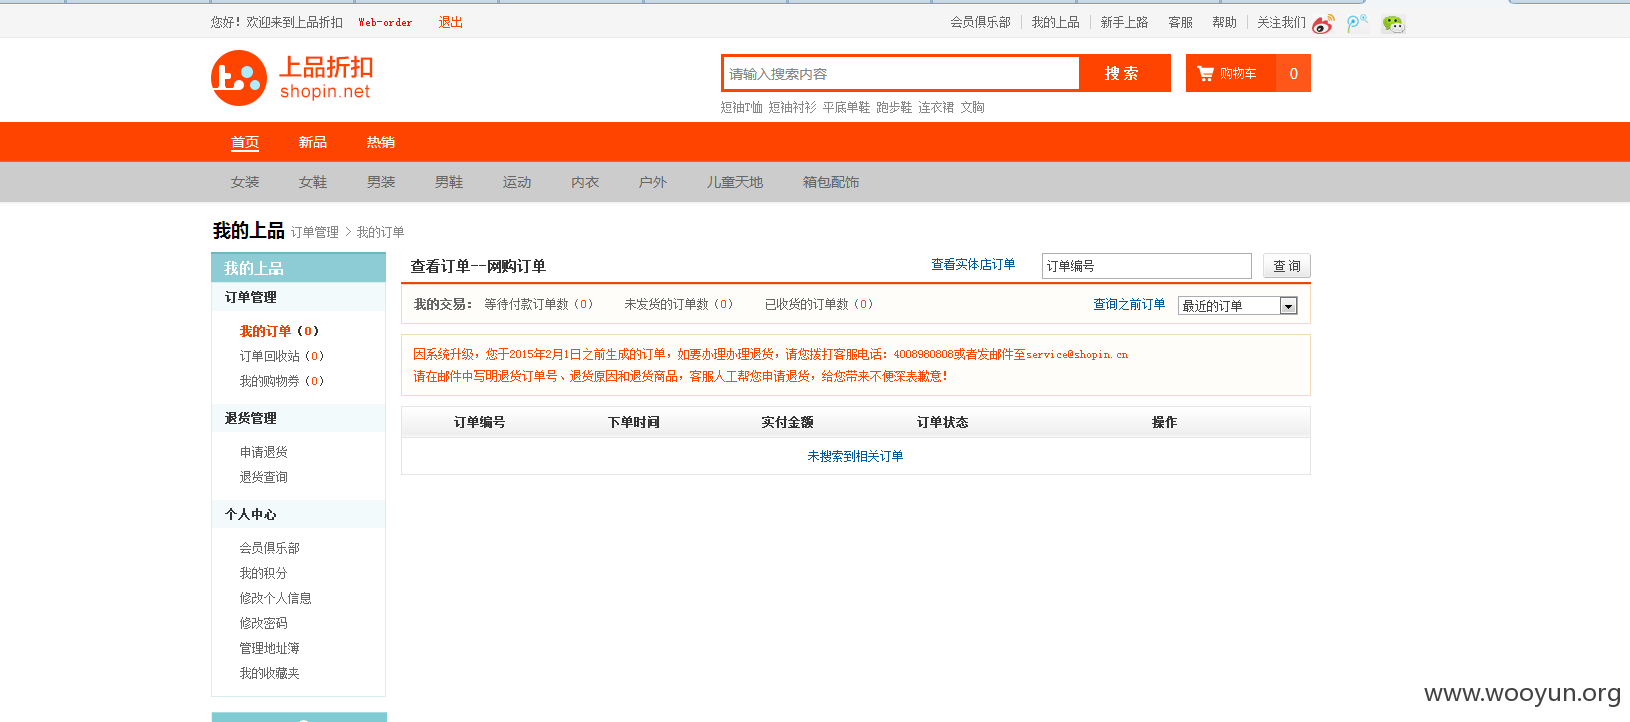 您好！欢迎来到上品折扣 Web-order 退出 会员俱乐部 我的上品 新手上路 客服 帮助 关注我们
上品折扣
shopin.net
请输入搜索内容 搜 索 购物车 0
短袖T恤 短袖衬衫 平底单鞋 跑步鞋 连衣裙 文胸
首页 新品 热销
女装 女鞋 男装 男鞋 运动 内衣 户外 儿童天地 箱包配饰
我的上品 订单管理 > 我的订单
我的上品
订单管理
我的订单（0）
订单回收站（0）
我的购物券（0）
退货管理
申请退货
退货查询
个人中心
会员俱乐部
我的积分
修改个人信息
修改密码
管理地址簿
我的收藏夹
查看订单--网购订单 查看实体店订单 订单编号 查 询
我的交易： 等待付款订单数（0） 未发货的订单数（0） 已收货的订单数（0） 查询之前订单 最近的订单
因系统升级，您于2015年2月1日之前生成的订单，如要办理办理退货，请您拨打客服电话：4008980808或者发邮件至service@shopin.cn
请在邮件中写明退货订单号、退货原因和退货商品，客服人工帮您申请退货，给您带来不便深表歉意！
订单编号 下单时间 实付金额 订单状态 操作
未搜索到相关订单
www.wooyun.org